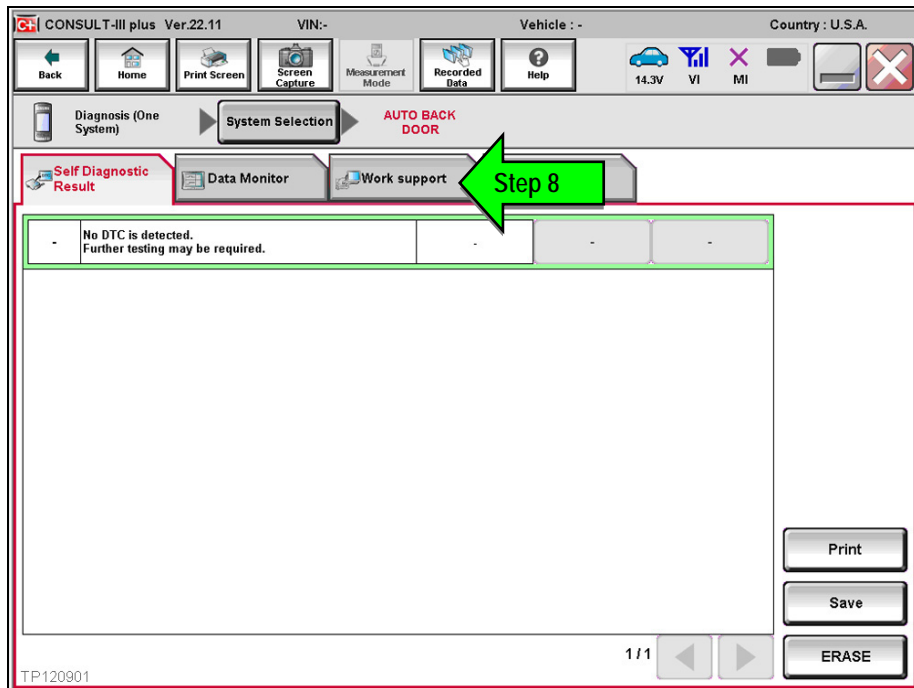 C+ CONSULT-III plus Ver.22.11 VIN:- Vehicle : - Country : U.S.A.
Back
Home
Print Screen
Screen
Capture
Measurement
Mode
Recorded
Data
Help
14.3V
VI
MI
Diagnosis (One
System)
System Selection
AUTO BACK
DOOR
Self Diagnostic
Result
Data Monitor
Work support
Step 8
-
No DTC is detected.
Further testing may be required.
-
-
-
Print
Save
1/1
ERASE
TP120901